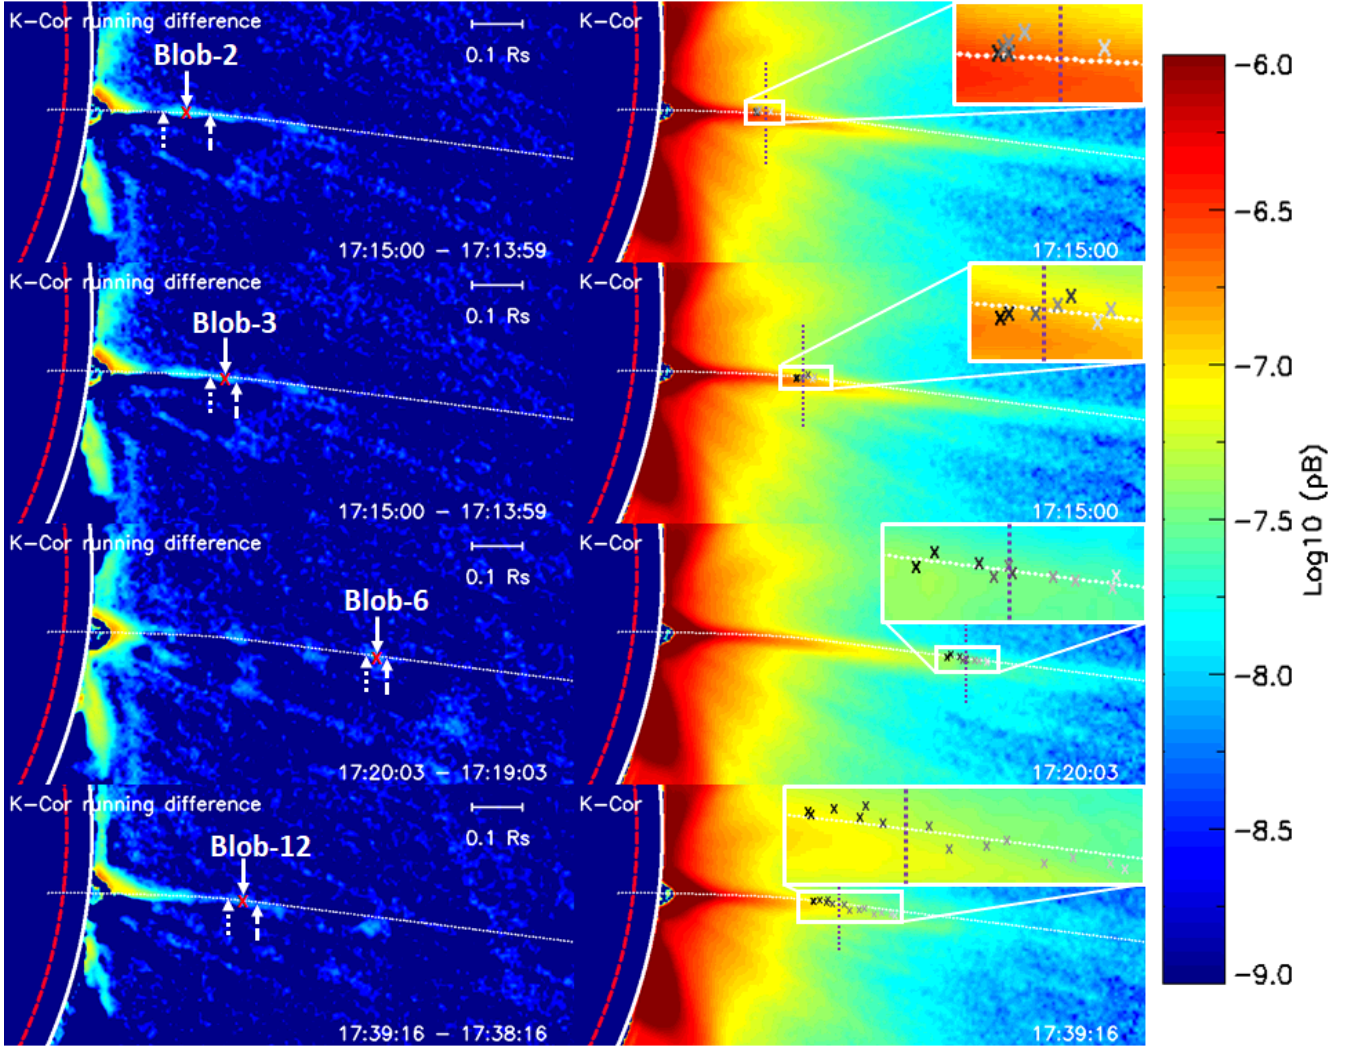 K-Cor running difference
0.1 Rs
Blob-2
17:15:00 - 17:13:59
K-Cor
17:15:00
K-Cor running difference
0.1 Rs
Blob-3
17:15:00 - 17:13:59
K-Cor
17:15:00
K-Cor running difference
0.1 Rs
Blob-6
17:20:03 - 17:19:03
K-Cor
17:20:03
K-Cor running difference
0.1 Rs
Blob-12
17:39:16 - 17:38:16
K-Cor
17:39:16
-6.0
-6.5
-7.0
-7.5
-8.0
-8.5
-9.0
Log10 (pB)